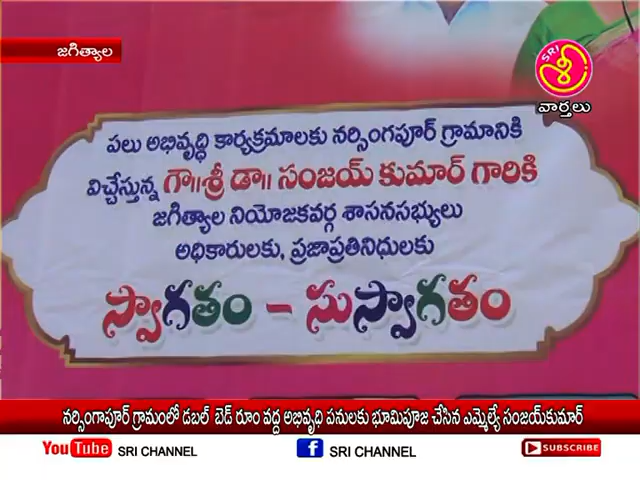 జగిత్యాల
SRI
శ్రీ
వార్తలు
పలు అభివృద్ధి కార్యక్రమాలకు నర్సింగపూర్ గ్రామానికి
విచ్చేస్తున్న గౌ॥శ్రీ డా॥ సంజయ్ కుమార్ గారికి
జగిత్యాల నియోజకవర్గ శాసనసభ్యులు
అధికారులకు, ప్రజాప్రతినిధులకు
స్వాగతం - సుస్వాగతం
నర్సింగాపూర్ గ్రామంలో డబల్ బెడ్ రూం వద్ద అభివృది పనులకు భూమిపూజ చేసిన ఎమ్మెల్యే సంజయ్‌కుమార్
YouTube SRI CHANNEL f SRI CHANNEL SUBSCRIBE